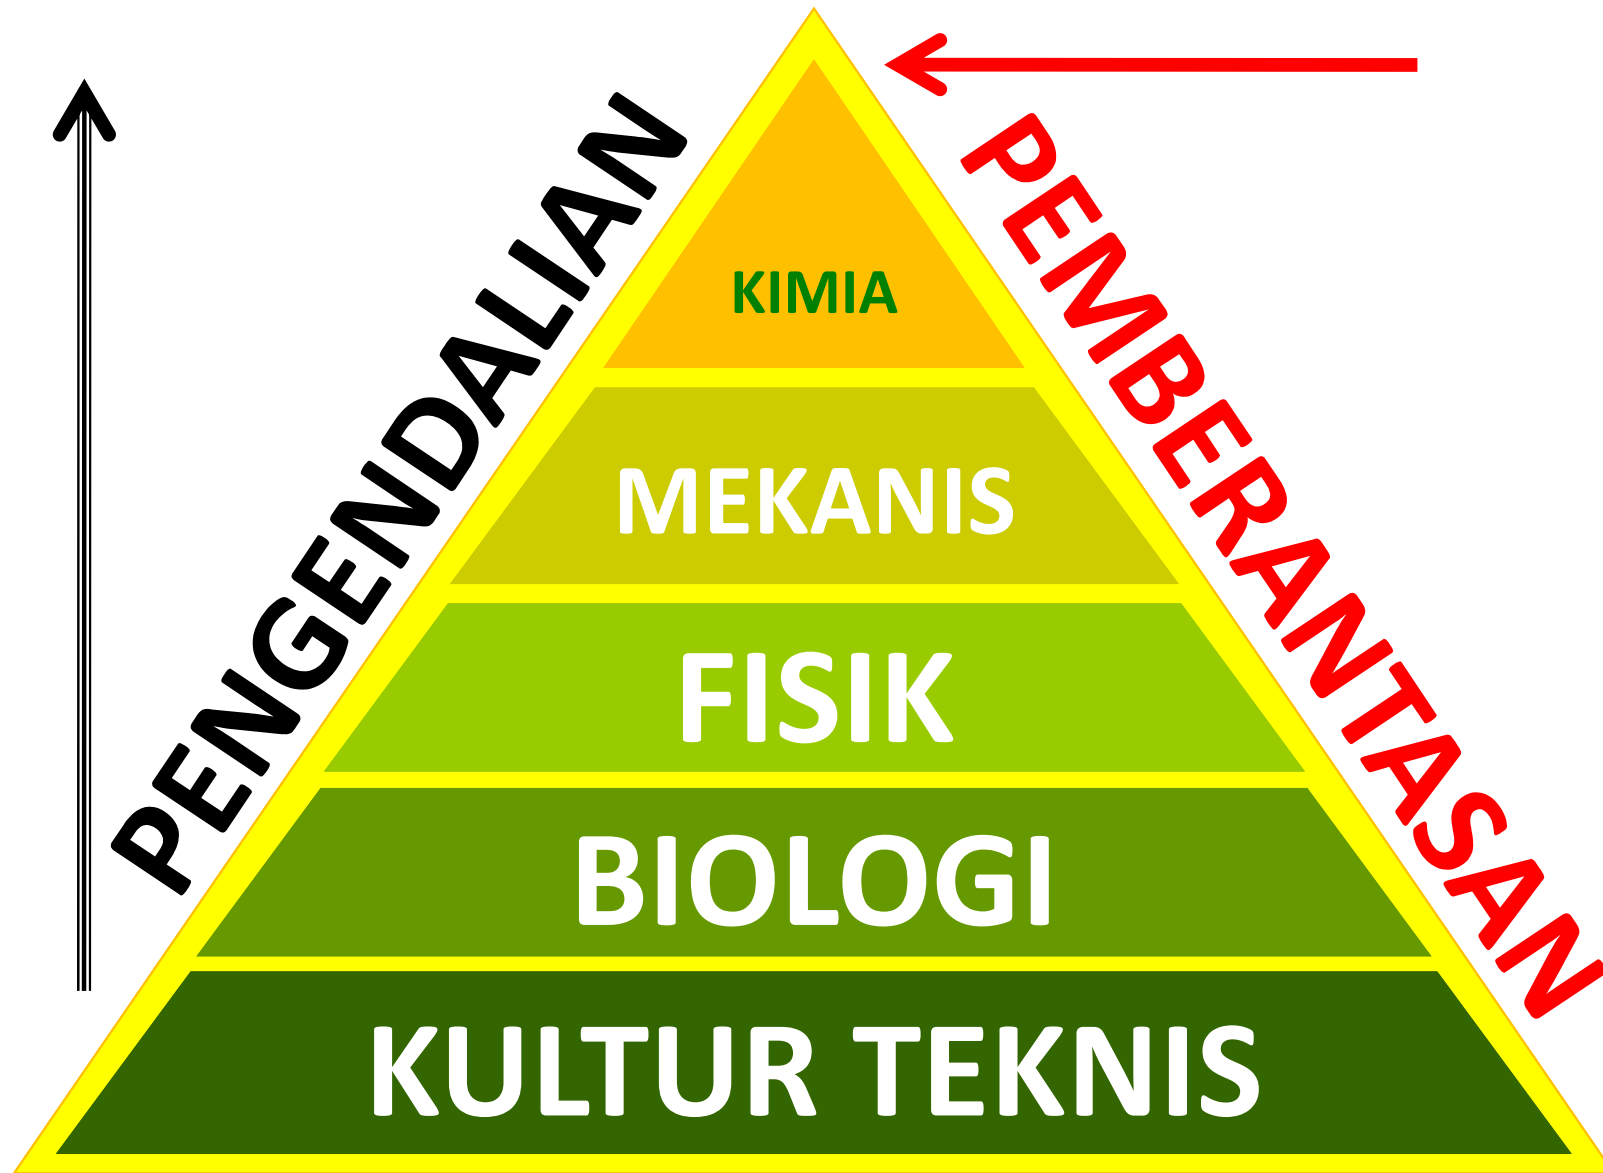 PENGENDALIAN
PEMBERANTASAN
KIMIA
MEKANIS
FISIK
BIOLOGI
KULTUR TEKNIS